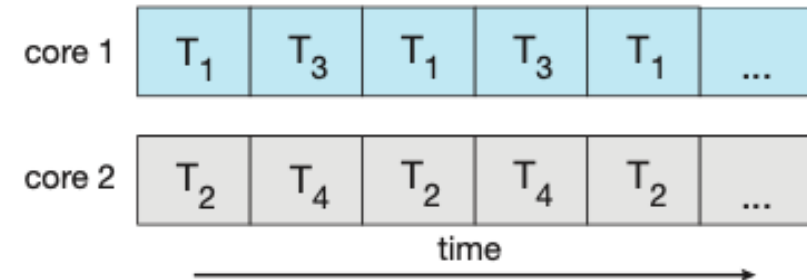 core 1 T₁ T₃ T₁ T₃ T₁ ...
core 2 T₂ T₄ T₂ T₄ T₂ ...
time